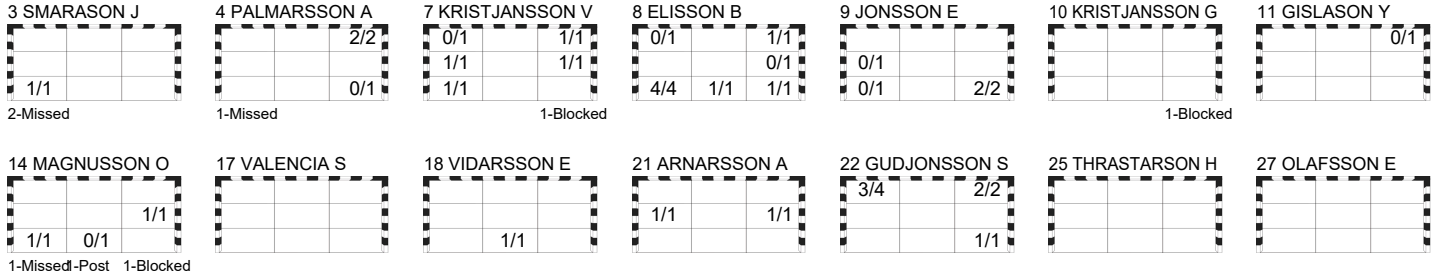 3 SMARASON J 4 PALMARSSON A 7 KRISTJANSSON V 8 ELISSON B 9 JONSSON E 10 KRISTJANSSON G 11 GISLASON Y
2/2 0/1 1/1 0/1 1/1 0/1
1/1 1/1 0/1 0/1
1/1 0/1 1/1 4/4 1/1 1/1 0/1 2/2
2-Missed 1-Missed 1-Blocked 1-Blocked
14 MAGNUSSON O 17 VALENCIA S 18 VIDARSSON E 21 ARNARSSON A 22 GUDJONSSON S 25 THRASTARSON H 27 OLAFSSON E
3/4 2/2
1/1 1/1 1/1
1/1 0/1 1/1 1/1
1-Missed 1-Post 1-Blocked